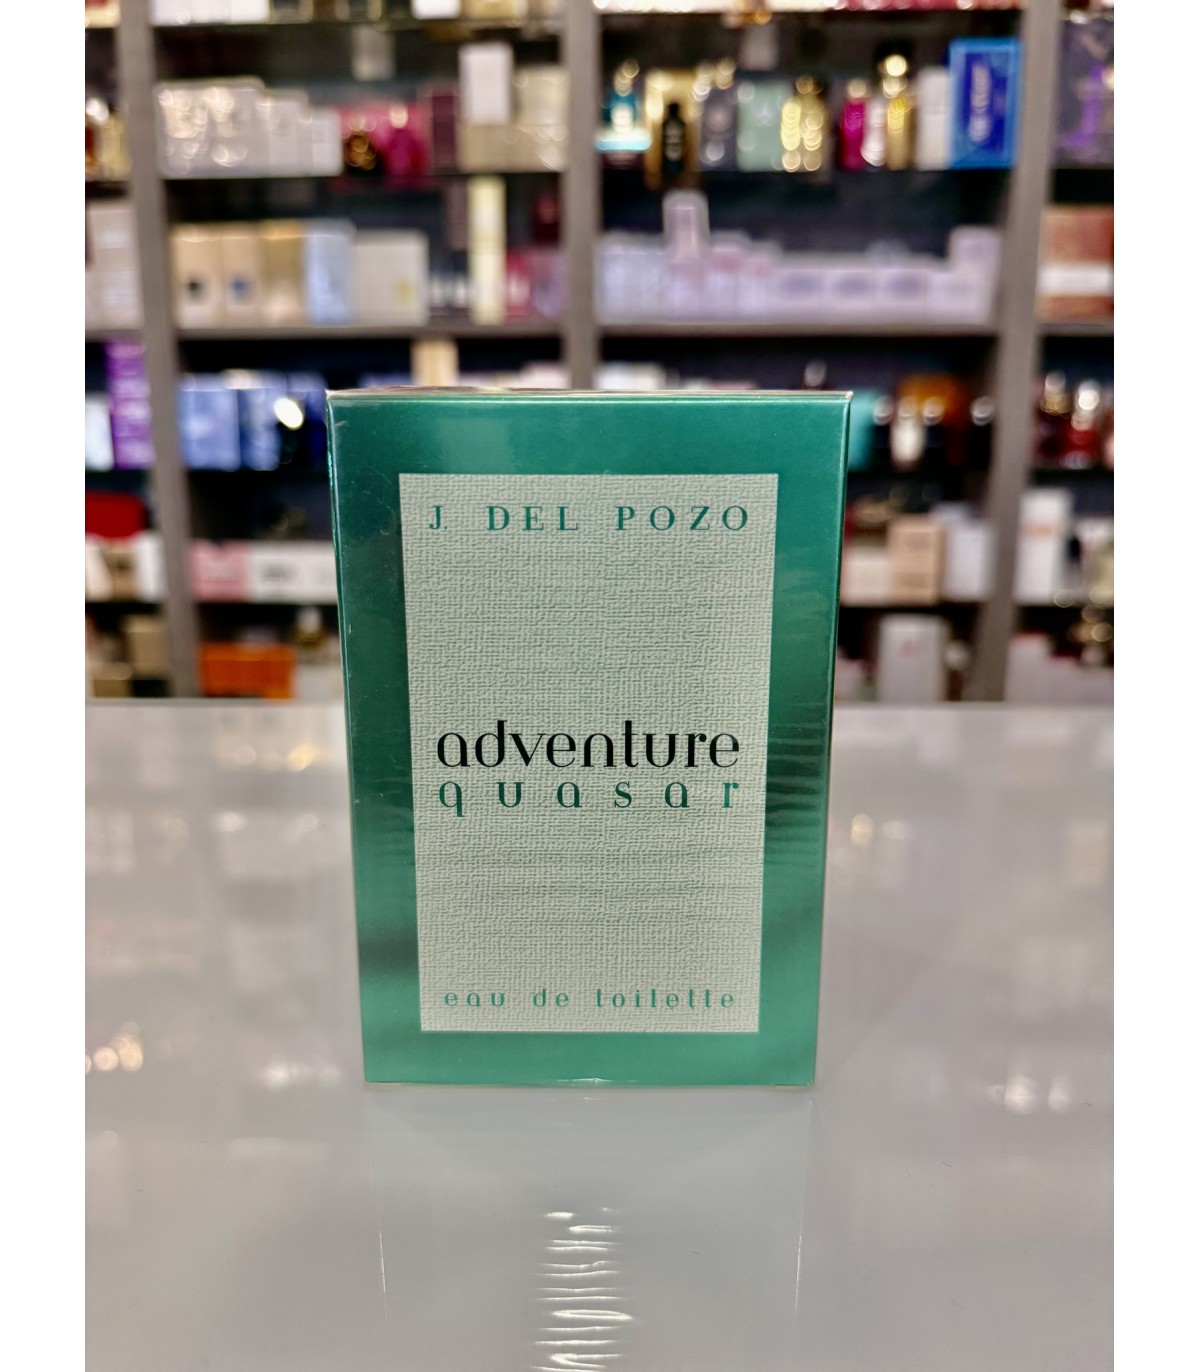 J. DEL POZO
adventure
quasar
eau de toilette